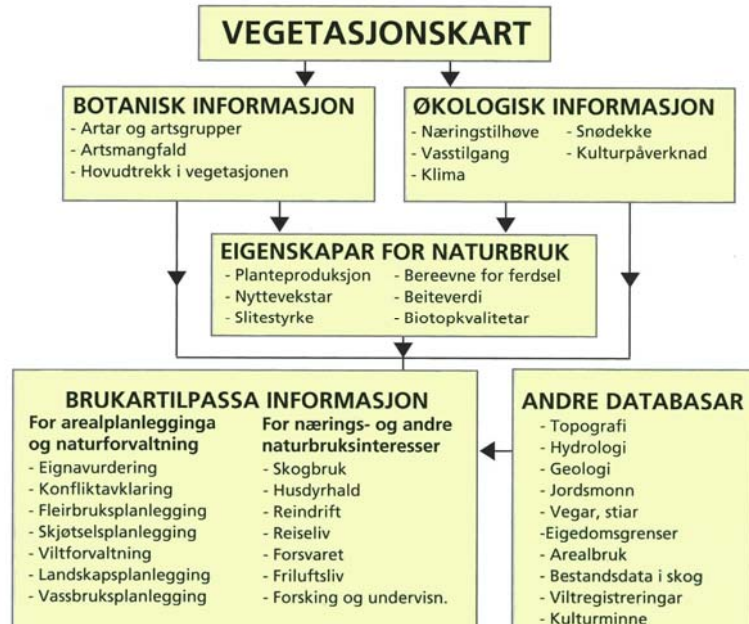 VEGETASJONSKART
BOTANISK INFORMASJON
- Artar og artsgrupper
- Artsmangfald
- Hovudtrekk i vegetasjonen
ØKOLOGISK INFORMASJON
- Næringstilhøve
- Vasstilgang
- Klima
- Snødekke
- Kulturpåverknad
EIGENSKAPAR FOR NATURBRUK
- Planteproduksjon
- Nyttevekstar
- Slitestyrke
- Bereevne for ferdsel
- Beiteverdi
- Biotopkvalitetar
BRUKARTILPASSA INFORMASJON
For arealplanlegginga
og naturforvaltning
- Eignavurdering
- Konfliktavklaring
- Fleirbruksplanlegging
- Skjøtselsplanlegging
- Viltforvaltning
- Landskapsplanlegging
- Vassbruksplanlegging
For nærings- og andre
naturbruksinteresser
- Skogbruk
- Husdyrhald
- Reindrift
- Reiseliv
- Forsvaret
- Friluftsliv
- Forsking og undervisn.
ANDRE DATABASAR
- Topografi
- Hydrologi
- Geologi
- Jordsmonn
- Vegar, stiar
-Eigedomsgrenser
- Arealbruk
- Bestandsdata i skog
- Viltregistreringar
- Kulturminne